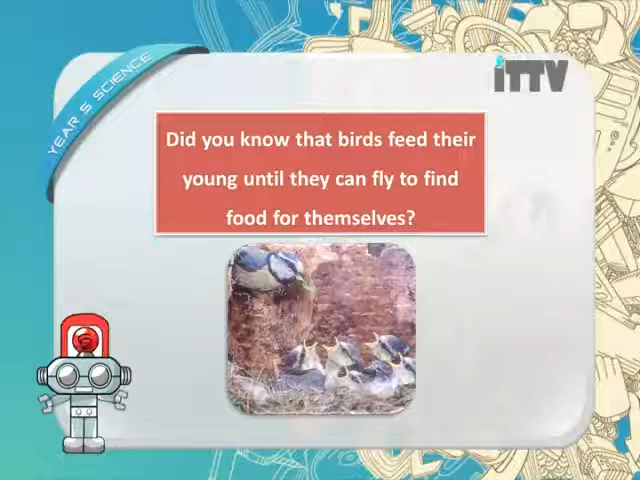 YEAR 5 SCIENCE
iTTV
Did you know that birds feed their
young until they can fly to find
food for themselves?